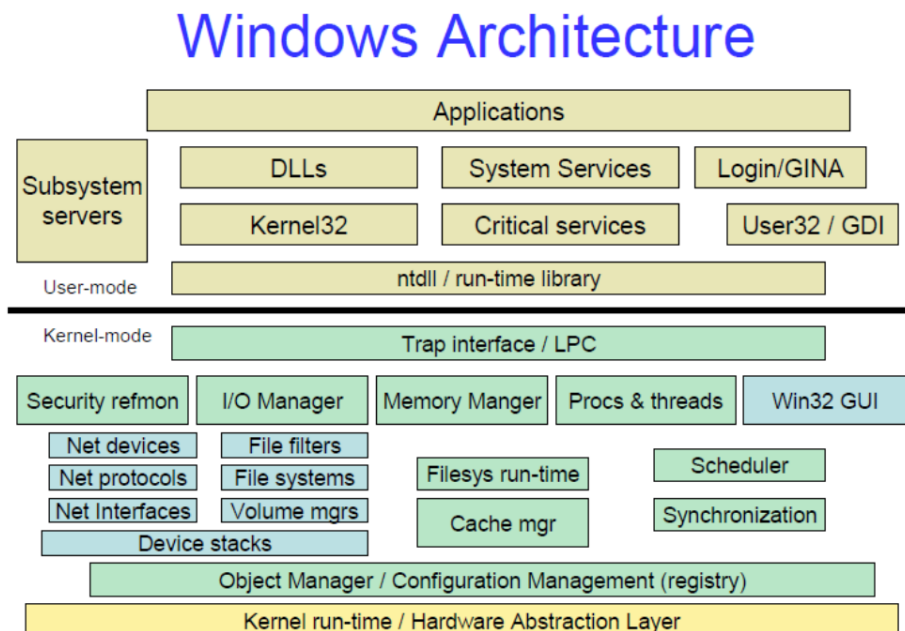 Windows Architecture
Applications
Subsystem
servers
DLLs
System Services
Login/GINA
Kernel32
Critical services
User32 / GDI
User-mode
ntdll / run-time library
Kernel-mode
Trap interface / LPC
Security refmon
I/O Manager
Memory Manger
Procs & threads
Win32 GUI
Net devices
File filters
Net protocols
File systems
Net Interfaces
Volume mgrs
Device stacks
Filesys run-time
Cache mgr
Scheduler
Synchronization
Object Manager / Configuration Management (registry)
Kernel run-time / Hardware Abstraction Layer